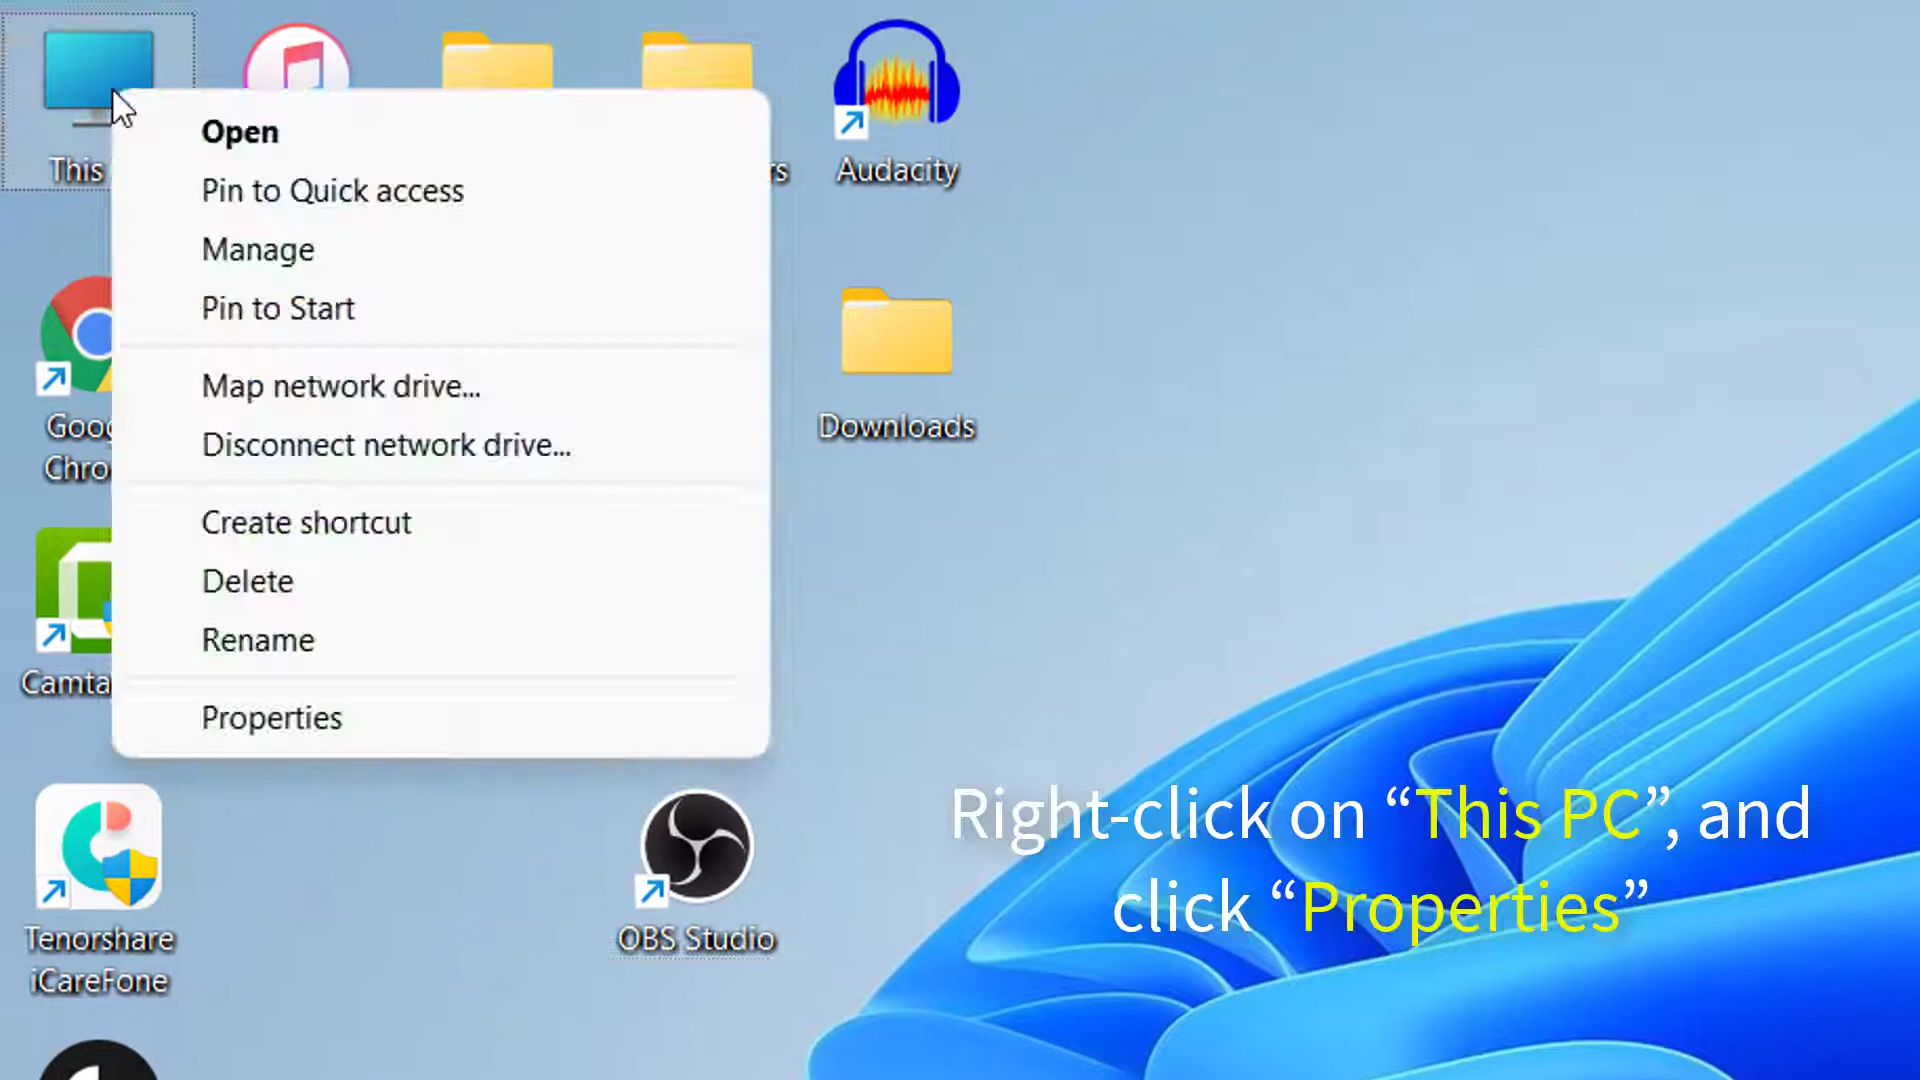 This
Open
Pin to Quick access
Manage
Pin to Start
Map network drive...
Disconnect network drive...
Create shortcut
Delete
Rename
Properties
rs
Audacity
Goog
Chro
Downloads
Camta
Tenorshare
iCareFone
OBS Studio
Right-click on “This PC”, and
click “Properties”